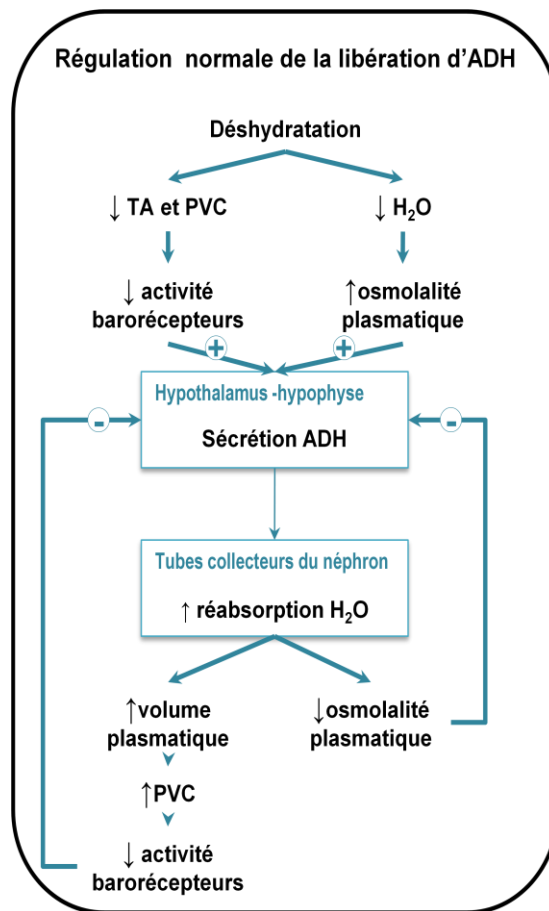 Régulation normale de la libération d'ADH
Déshydratation
↓ TA et PVC
↓ H₂O
↓ activité
barorécepteurs
↑osmolalité
plasmatique
+
+
Hypothalamus -hypophyse
Sécrétion ADH
-
-
Tubes collecteurs du néphron
↑ réabsorption H₂O
↑volume
plasmatique
↓osmolalité
plasmatique
↑PVC
↓ activité
barorécepteurs